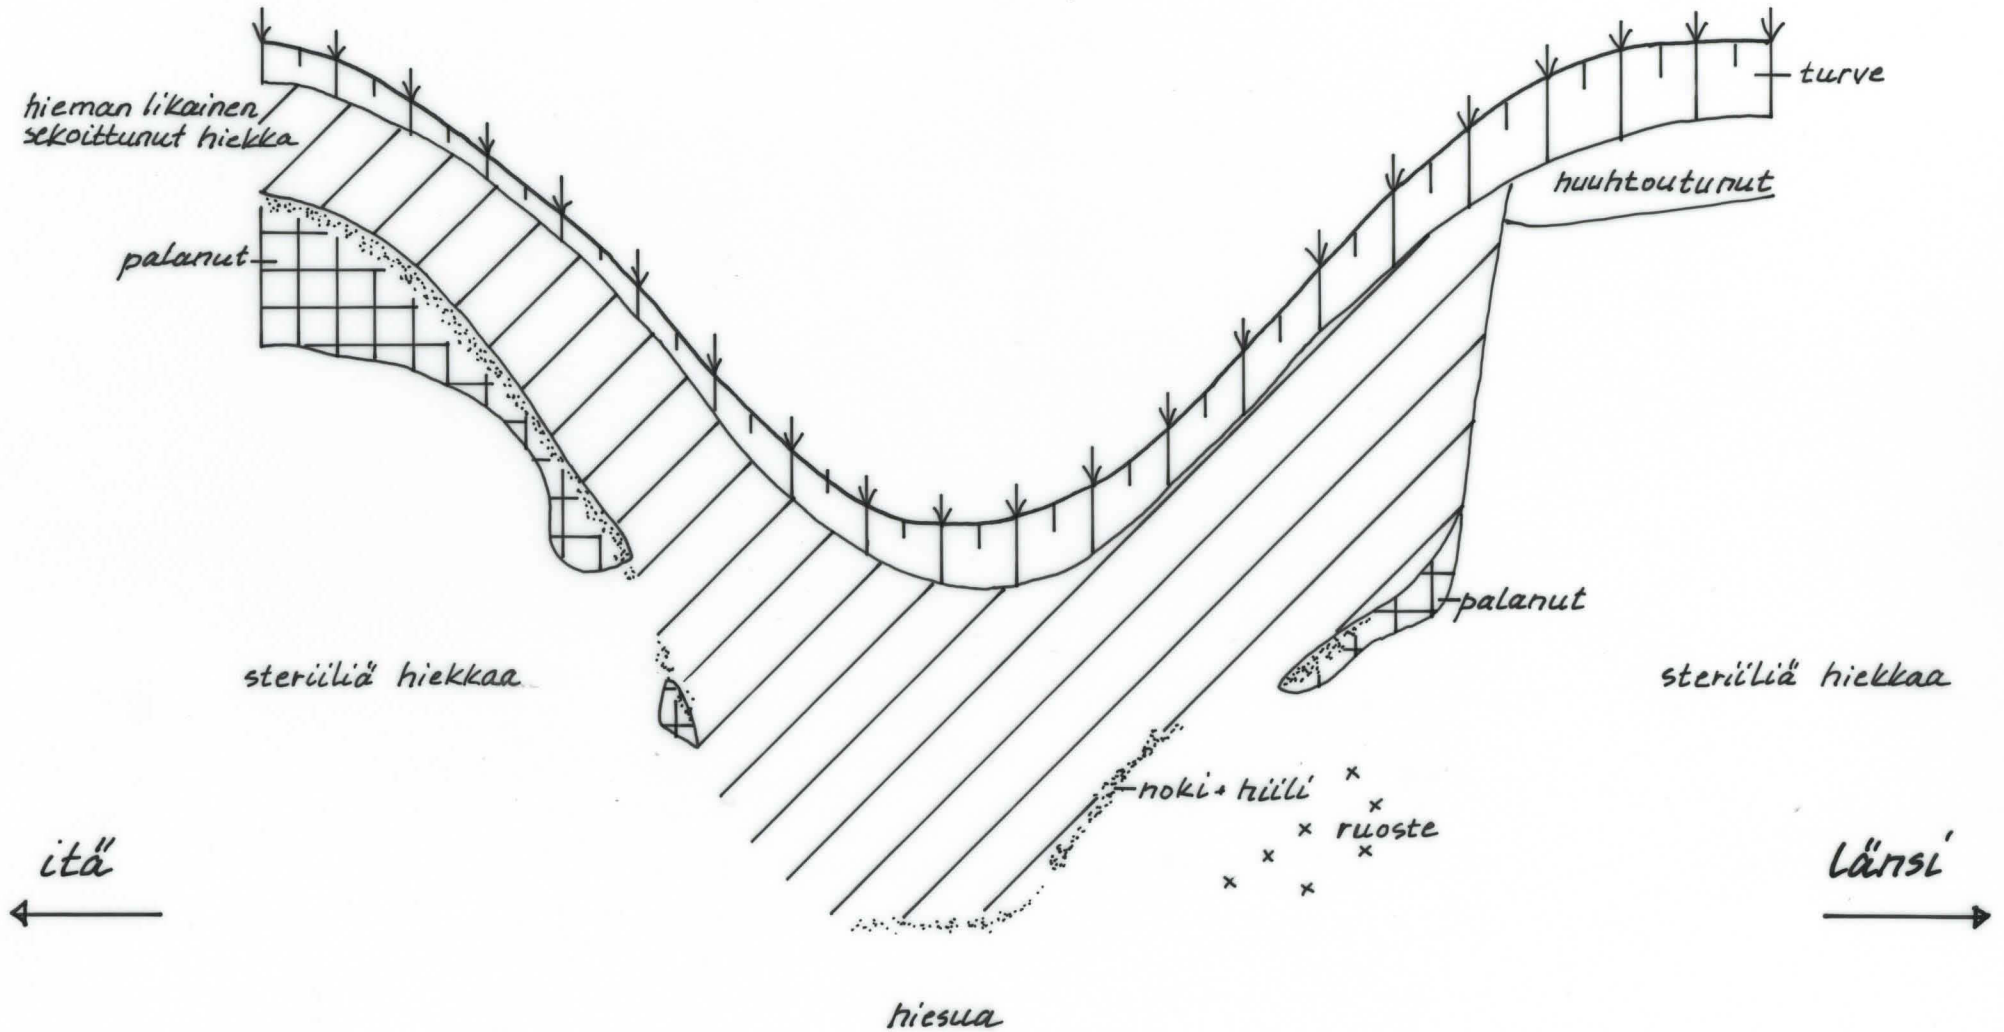 turve
hieman likainen
sekoittunut hiekka
huuhtoutunut
palanut
palanut
steriiliä hiekkaa
steriiliä hiekkaa
noki + hiili
ruoste
itä
länsi
hiesua